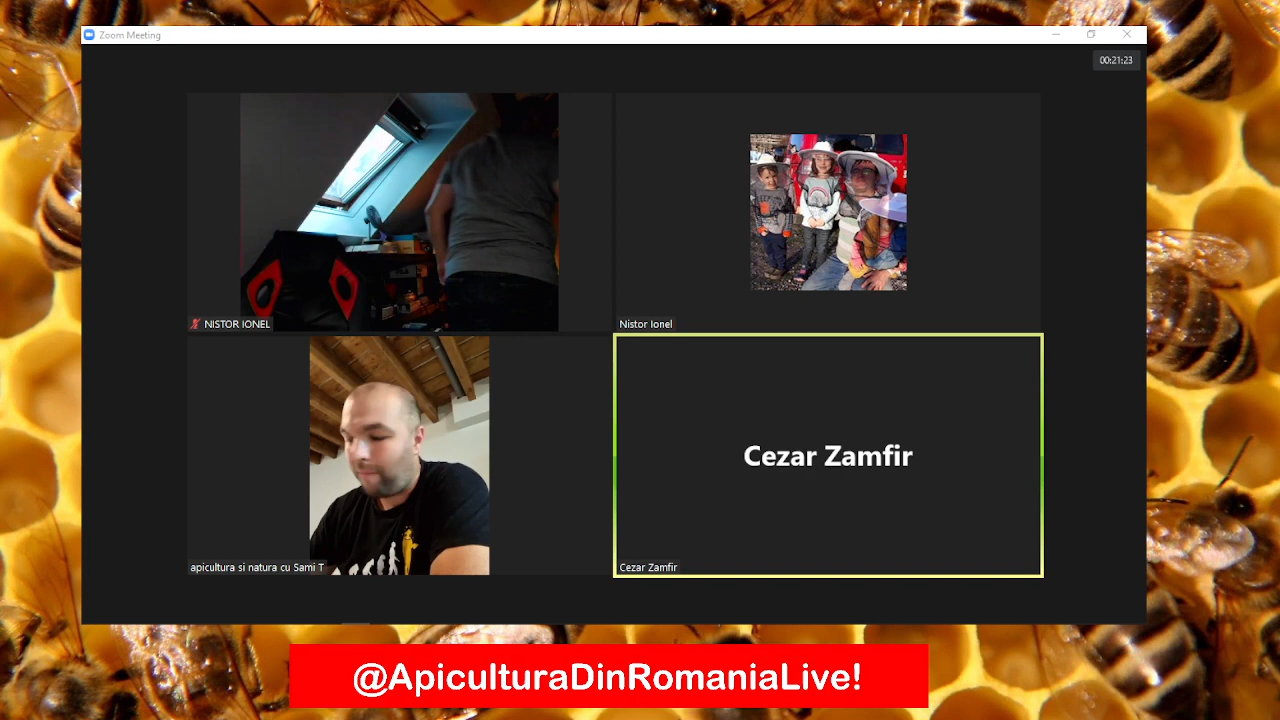 Zoom Meeting
00:21:23
NISTOR IONEL
Nistor Ionel
Cezar Zamfir
apicultura si natura cu Sami T
Cezar Zamfir
@ApiculturaDinRomaniaLive!